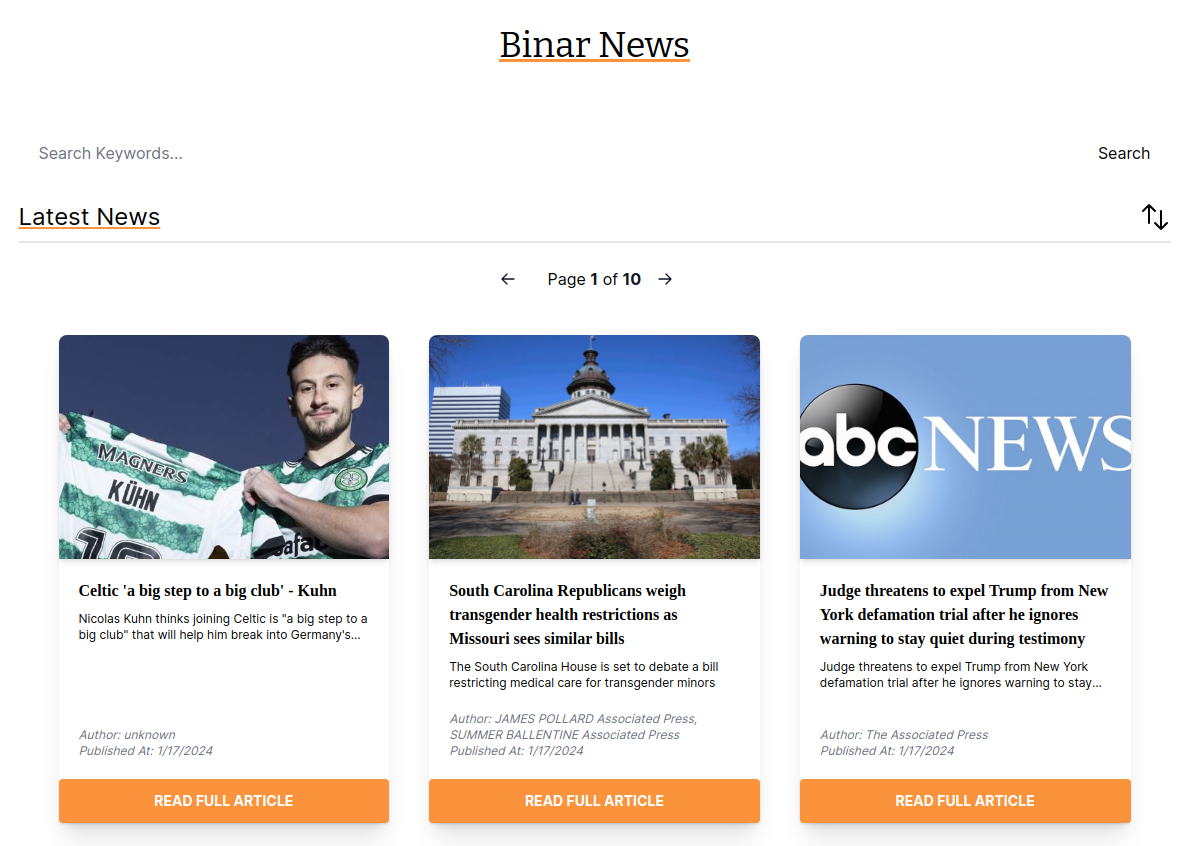 Binar News
Search Keywords...
Search
Latest News
Page 1 of 10
MAGNERS
KÜHN
abc NEWS
Celtic 'a big step to a big club' - Kuhn
Nicolas Kuhn thinks joining Celtic is "a big step to a
big club" that will help him break into Germany's...
Author: unknown
Published At: 1/17/2024
READ FULL ARTICLE
South Carolina Republicans weigh
transgender health restrictions as
Missouri sees similar bills
The South Carolina House is set to debate a bill
restricting medical care for transgender minors
Author: JAMES POLLARD Associated Press,
SUMMER BALLENTINE Associated Press
Published At: 1/17/2024
READ FULL ARTICLE
Judge threatens to expel Trump from New
York defamation trial after he ignores
warning to stay quiet during testimony
Judge threatens to expel Trump from New York
defamation trial after he ignores warning to stay...
Author: The Associated Press
Published At: 1/17/2024
READ FULL ARTICLE